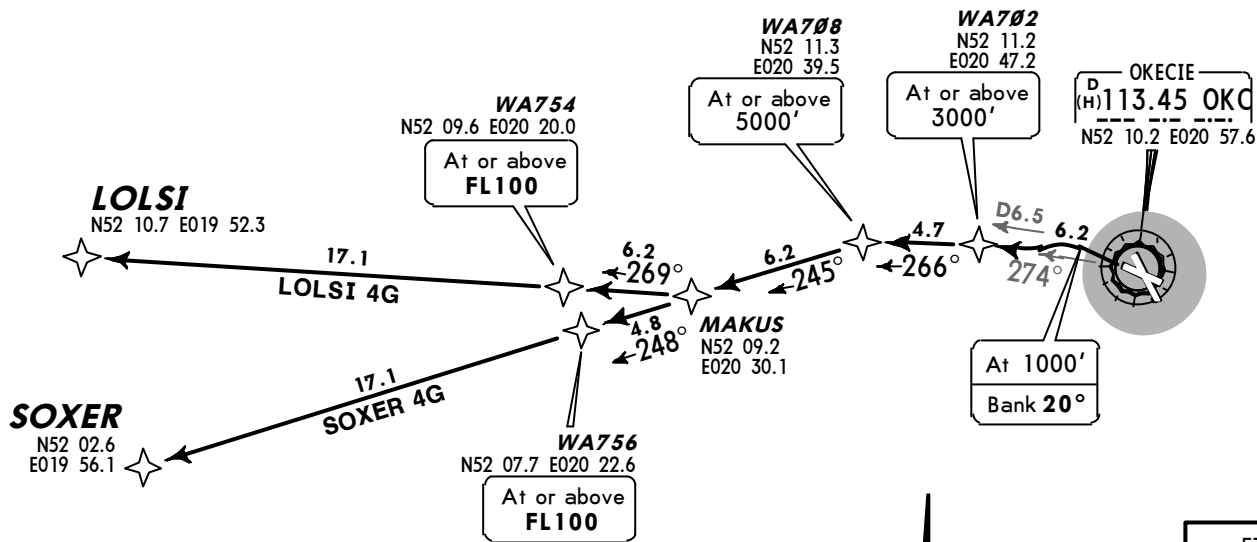 WA7Ø8
N52 11.3
E020 39.5
At or above
5000'
WA7Ø2
N52 11.2
E020 47.2
At or above
3000'
OKECIE
D
(H) 113.45 OKC
N52 10.2 E020 57.6
WA754
N52 09.6 E020 20.0
At or above
FL100
LOLSI
N52 10.7 E019 52.3
17.1
LOLSI 4G
6.2
269°
6.2
245°
4.7
266°
D6.5
6.2
274°
MAKUS
N52 09.2
E020 30.1
4.8
248°
At 1000'
Bank 20°
17.1
SOXER 4G
SOXER
N52 02.6
E019 56.1
WA756
N52 07.7 E020 22.6
At or above
FL100